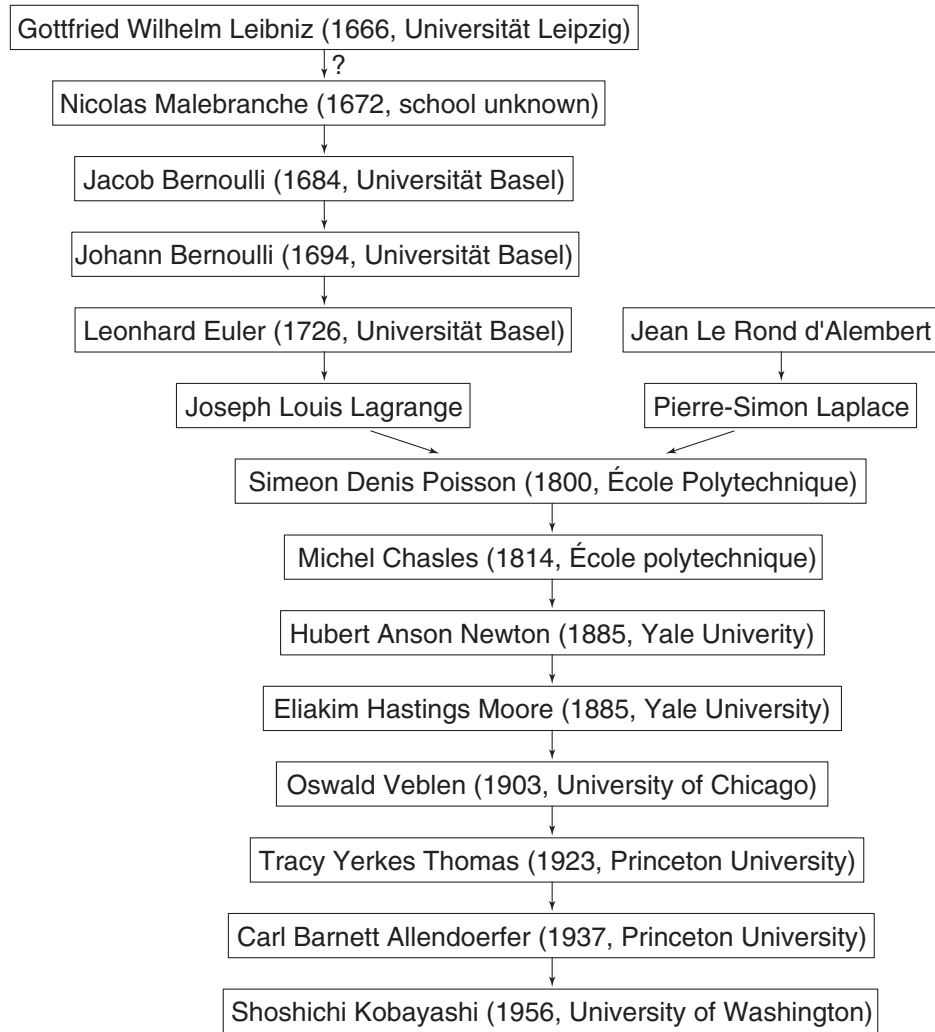 Gottfried Wilhelm Leibniz (1666, Universität Leipzig)
?
Nicolas Malebranche (1672, school unknown)
Jacob Bernoulli (1684, Universität Basel)
Johann Bernoulli (1694, Universität Basel)
Leonhard Euler (1726, Universität Basel)
Jean Le Rond d'Alembert
Joseph Louis Lagrange
Pierre-Simon Laplace
Simeon Denis Poisson (1800, École Polytechnique)
Michel Chasles (1814, École polytechnique)
Hubert Anson Newton (1885, Yale Univerity)
Eliakim Hastings Moore (1885, Yale University)
Oswald Veblen (1903, University of Chicago)
Tracy Yerkes Thomas (1923, Princeton University)
Carl Barnett Allendoerfer (1937, Princeton University)
Shoshichi Kobayashi (1956, University of Washington)